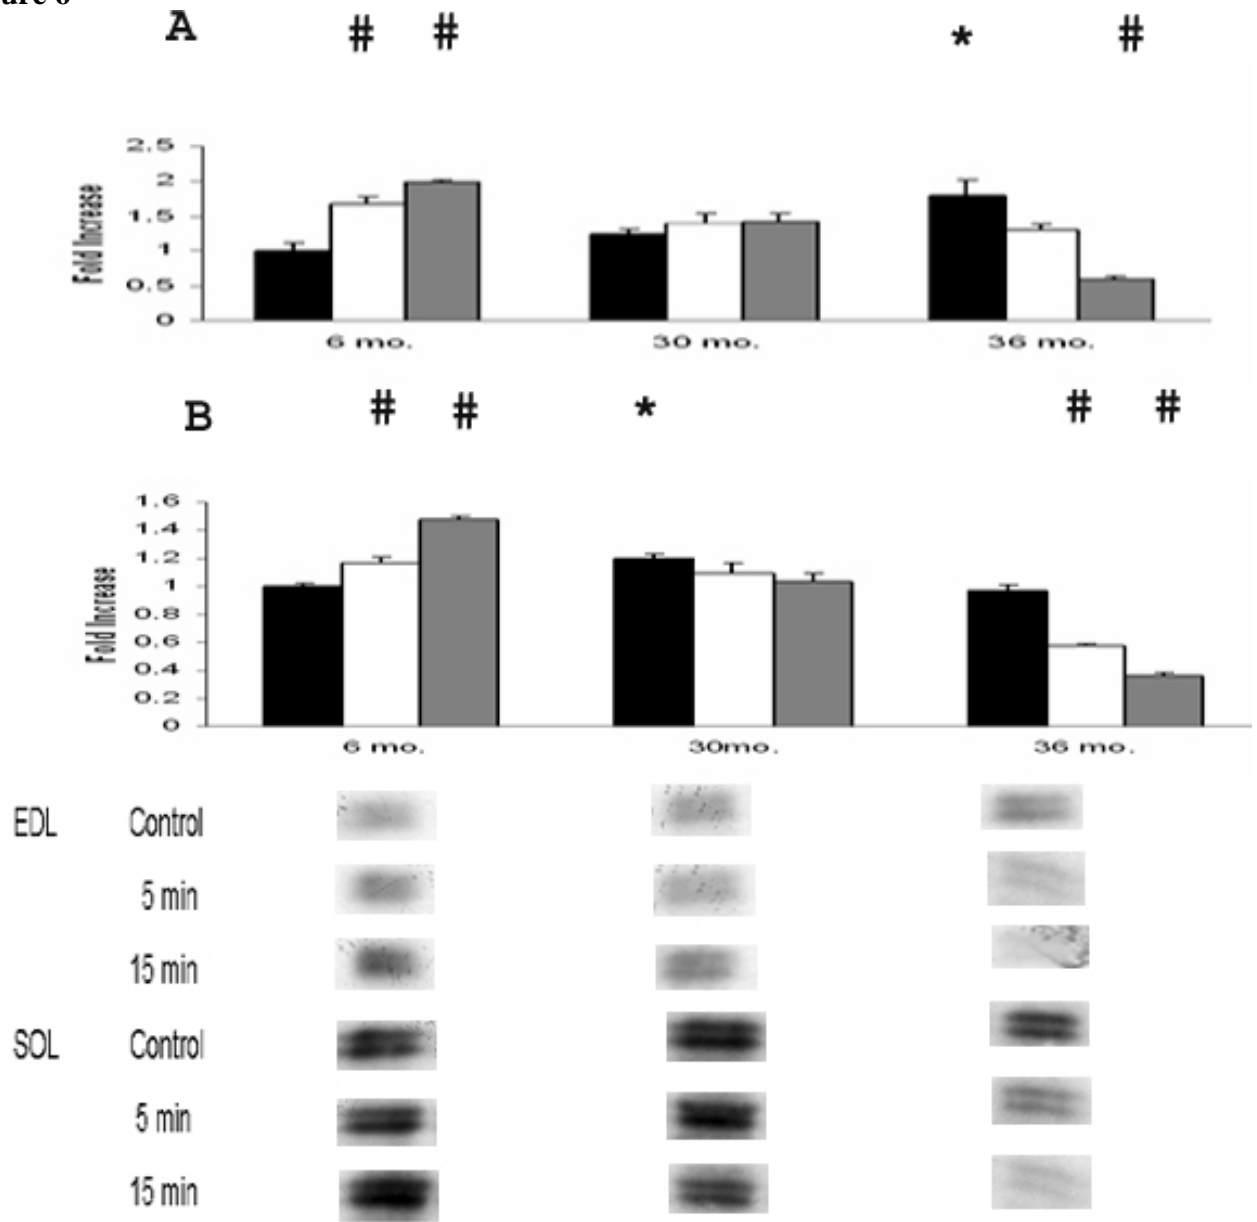 ure 6
A # # * #
2.5
2
1.5
1
0.5
0
Fold Increase
6 mo. 30 mo. 36 mo.
B # # * # #
1.6
1.4
1.2
1
0.8
0.6
0.4
0.2
0
Fold Increase
6 mo. 30mo. 36 mo.
EDL Control
5 min
15 min
SOL Control
5 min
15 min